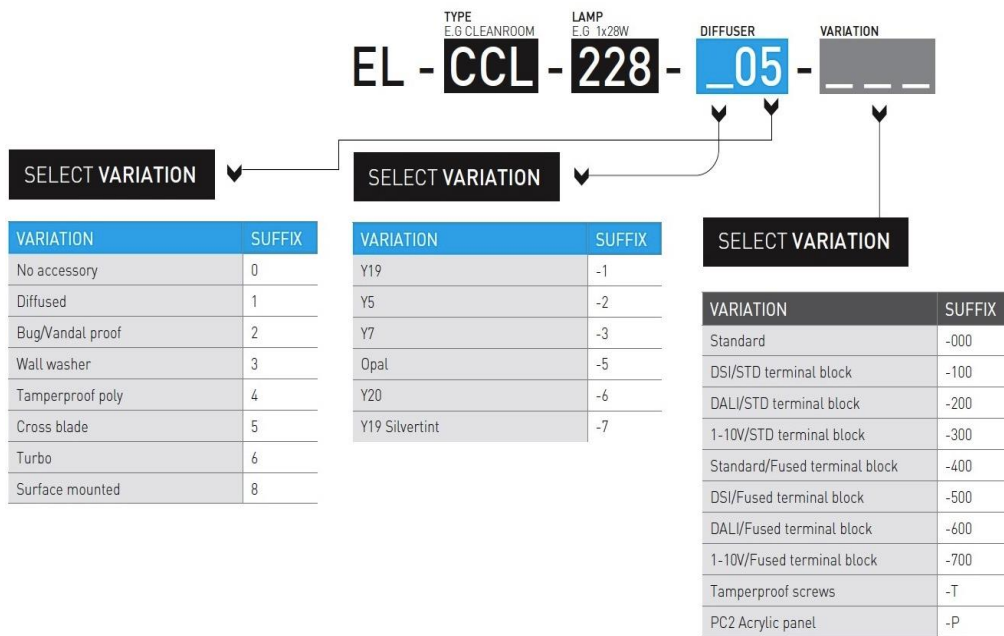 TYPE
E.G CLEANROOM
LAMP
E.G 1x28W
DIFFUSER
VARIATION
EL - CCL - 228 - _05 - _ _ _
SELECT VARIATION
VARIATION SUFFIX
No accessory 0
Diffused 1
Bug/Vandal proof 2
Wall washer 3
Tamperproof poly 4
Cross blade 5
Turbo 6
Surface mounted 8
SELECT VARIATION
VARIATION SUFFIX
Y19 -1
Y5 -2
Y7 -3
Opal -5
Y20 -6
Y19 Silvertint -7
SELECT VARIATION
VARIATION SUFFIX
Standard -000
DSI/STD terminal block -100
DALI/STD terminal block -200
1-10V/STD terminal block -300
Standard/Fused terminal block -400
DSI/Fused terminal block -500
DALI/Fused terminal block -600
1-10V/Fused terminal block -700
Tamperproof screws -T
PC2 Acrylic panel -P